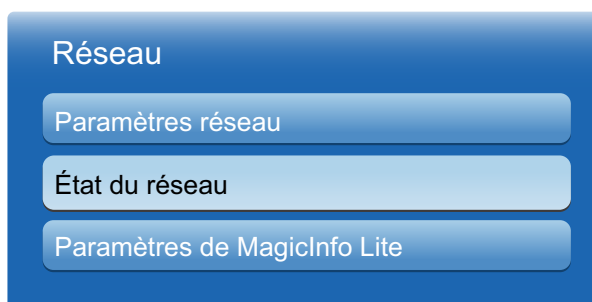 Réseau
Paramètres réseau
État du réseau
Paramètres de MagicInfo Lite